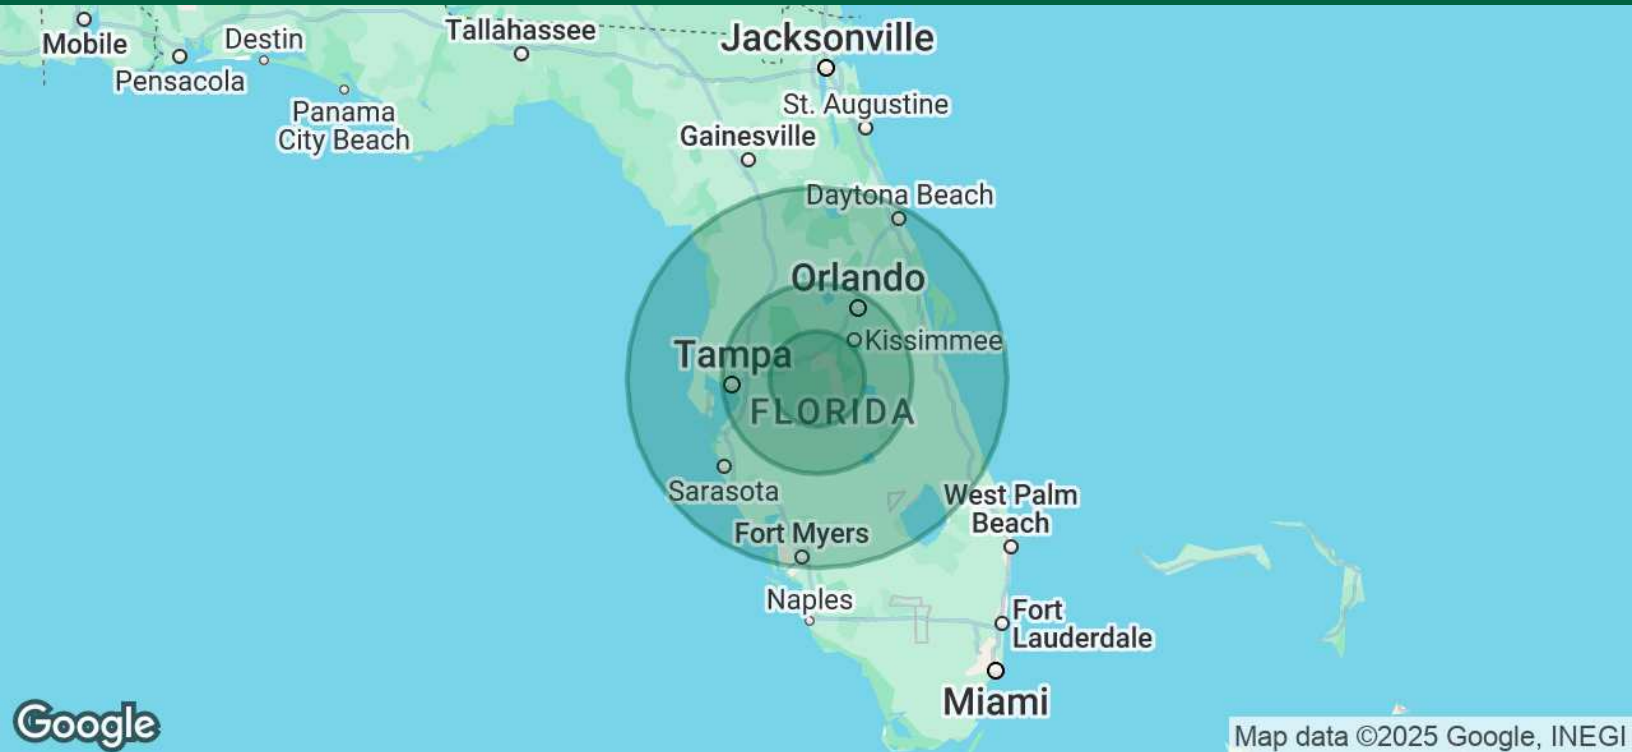 Mobile
Pensacola
Destin
Panama
City Beach
Tallahassee
Jacksonville
St. Augustine
Gainesville
Daytona Beach
Orlando
Kissimmee
Tampa
FLORIDA
Sarasota
West Palm
Beach
Fort Myers
Naples
Fort
Lauderdale
Miami
Google
Map data ©2025 Google, INEGI